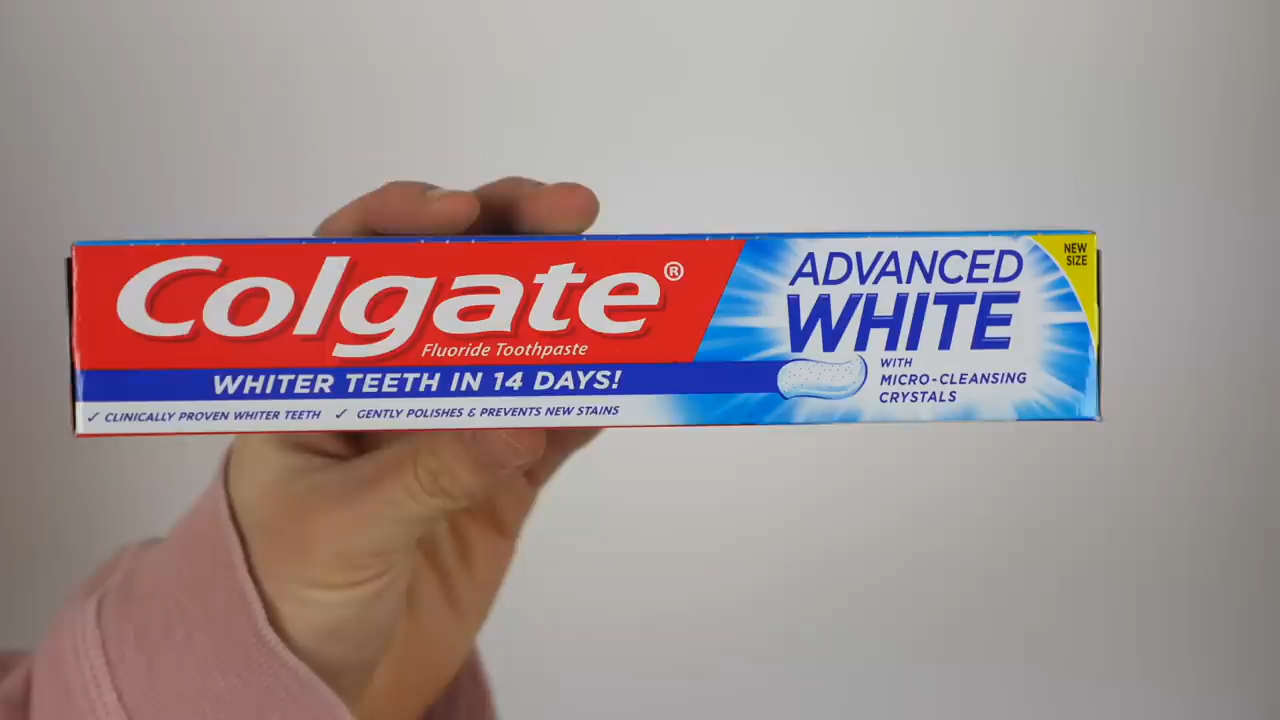 Colgate®
Fluoride Toothpaste
WHITER TEETH IN 14 DAYS!
✓ CLINICALLY PROVEN WHITER TEETH ✓ GENTLY POLISHES & PREVENTS NEW STAINS
ADVANCED
WHITE
WITH
MICRO-CLEANSING
CRYSTALS
NEW
SIZE